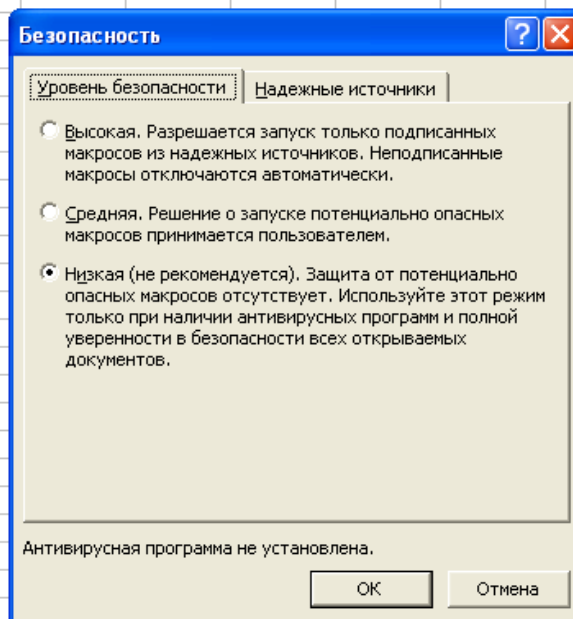 Безопасность
Уровень безопасности
Надежные источники
Высокая. Разрешается запуск только подписанных
макросов из надежных источников. Неподписанные
макросы отключаются автоматически.
Средняя. Решение о запуске потенциально опасных
макросов принимается пользователем.
Низкая (не рекомендуется). Защита от потенциально
опасных макросов отсутствует. Используйте этот режим
только при наличии антивирусных программ и полной
уверенности в безопасности всех открываемых
документов.
Антивирусная программа не установлена.
ОК
Отмена